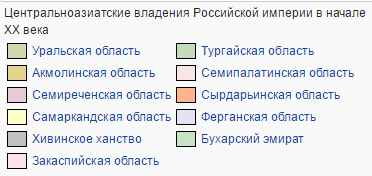 Центральноазиатские владения Российской империи в начале
XX века
Уральская область
Тургайская область
Акмолинская область
Семипалатинская область
Семиреченская область
Сырдарьинская область
Самаркандская область
Ферганская область
Хивинское ханство
Бухарский эмират
Закаспийская область